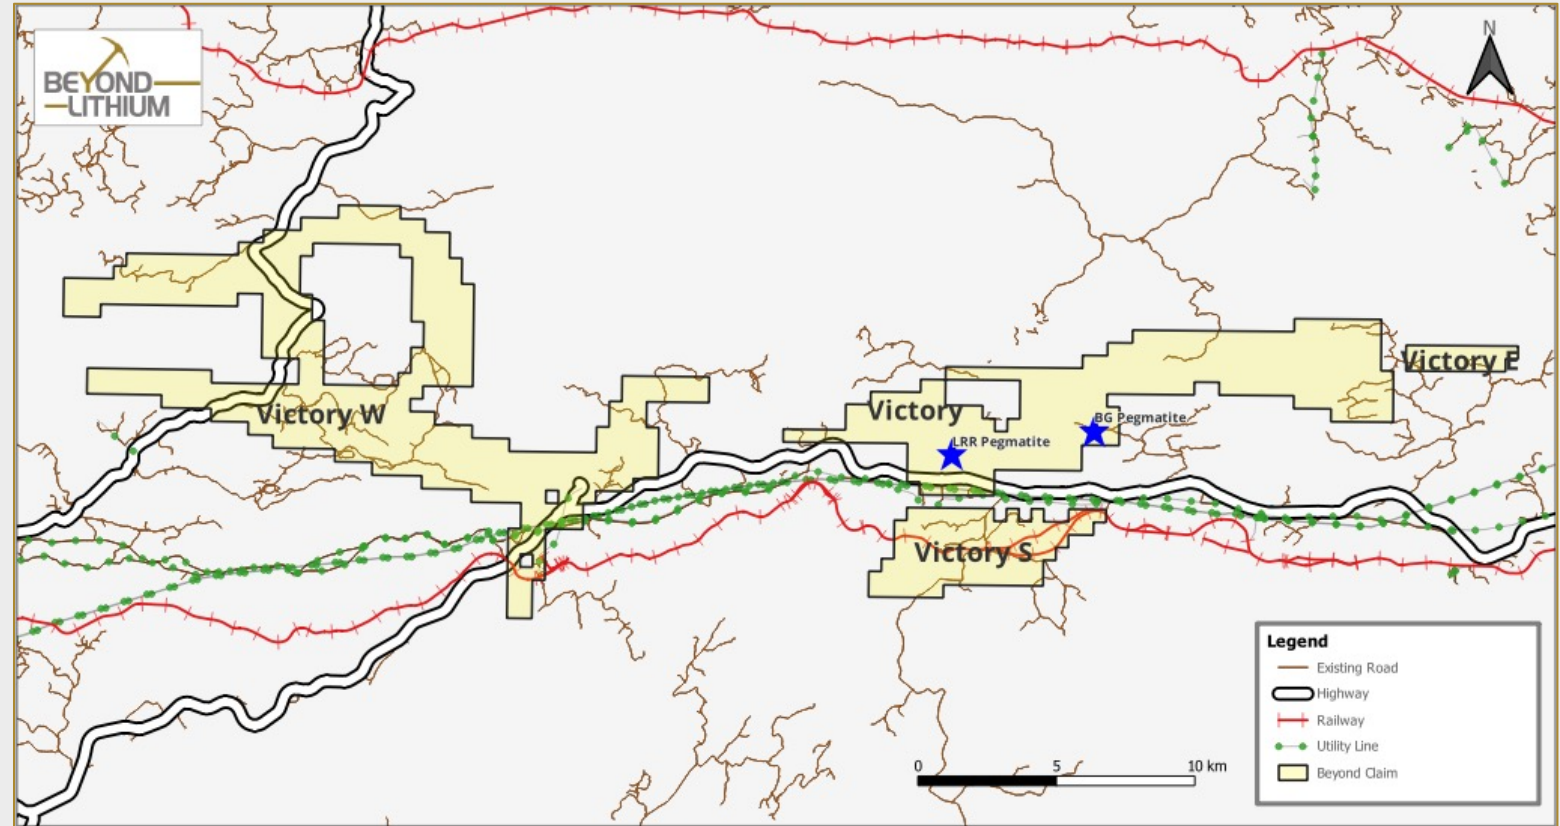 BEYOND
LITHIUM
N
Victory E
Victory W
Victory
BG Pegmatite
LRR Pegmatite
Victory S
Legend
Existing Road
Highway
Railway
Utility Line
Beyond Claim
0 5 10 km